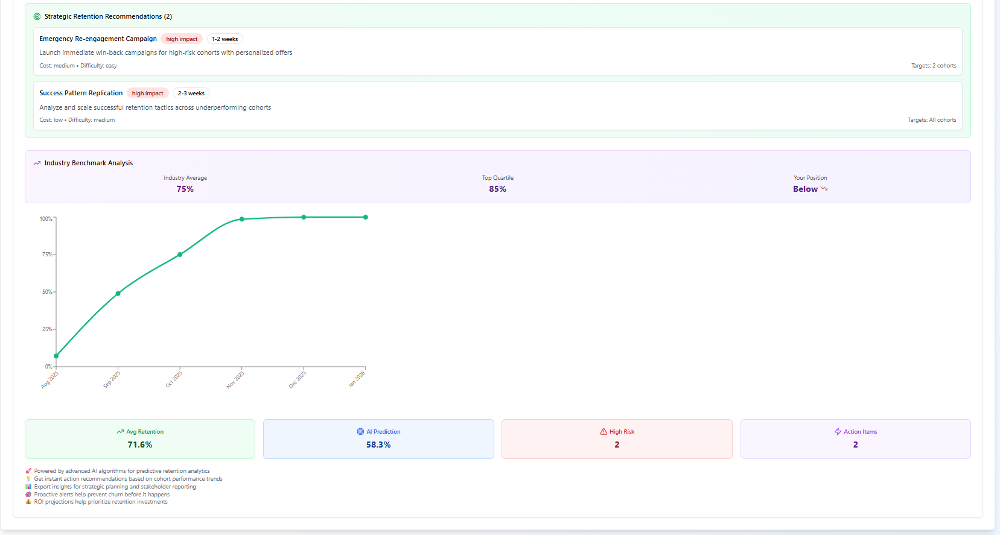 Strategic Retention Recommendations (2)
Emergency Re-engagement Campaign high impact 1-2 weeks
Launch immediate win-back campaigns for high-risk cohorts with personalized offers
Cost: medium • Difficulty: easy Targets: 2 cohorts
Success Pattern Replication high impact 2-3 weeks
Analyze and scale successful retention tactics across underperforming cohorts
Cost: low • Difficulty: medium Targets: All cohorts
Industry Benchmark Analysis
Industry Average Top Quartile Your Position
75% 85% Below
100%
75%
50%
25%
0%
Aug 2025 Sep 2025 Oct 2025 Nov 2025 Dec 2025 Jan 2026
Avg Retention AI Prediction High Risk Action Items
71.6% 58.3% 2 2
Powered by advanced AI algorithms for predictive retention analytics
Get instant action recommendations based on cohort performance trends
Export insights for strategic planning and stakeholder reporting
Proactive alerts help prevent churn before it happens
ROI projections help prioritize retention investments